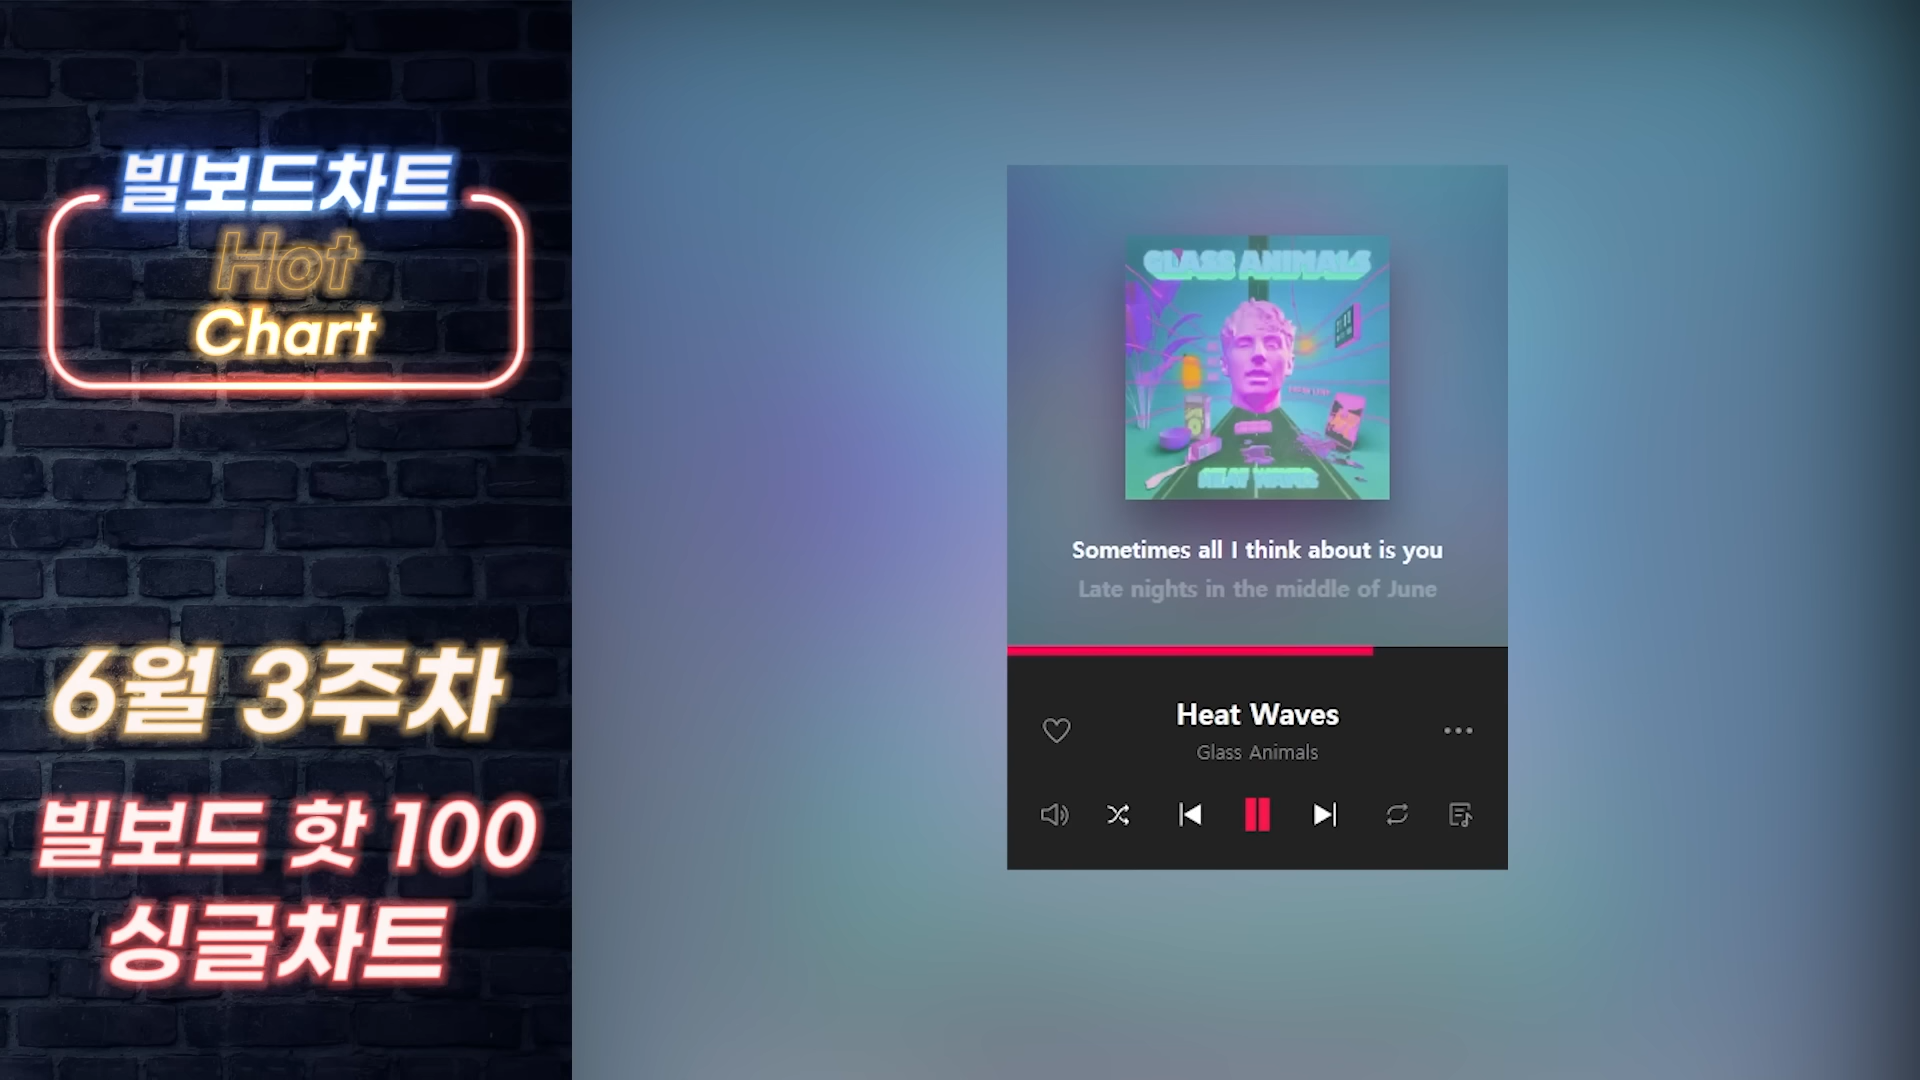 빌보드차트
Hot
Chart
6월 3주차
빌보드 핫 100
싱글차트
GLASS ANIMALS
HEAT WAVES
Sometimes all I think about is you
Late nights in the middle of June
Heat Waves
Glass Animals